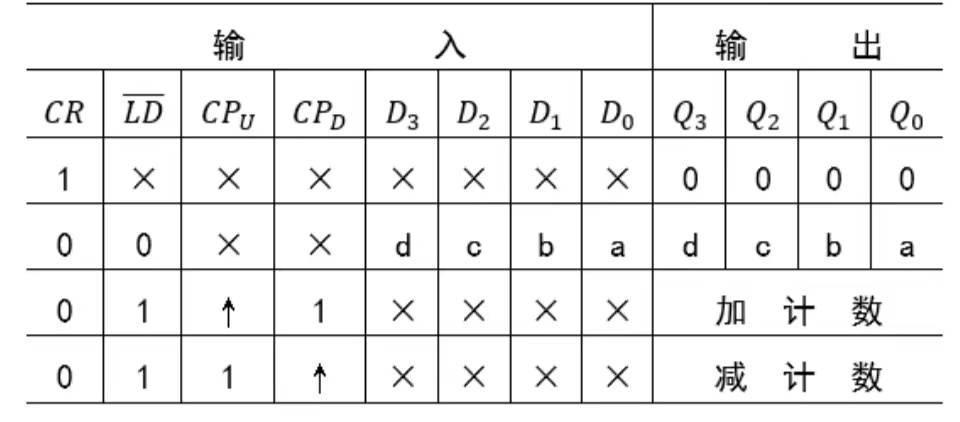 输 入 输 出
CR \overline{LD} CP_U CP_D D_3 D_2 D_1 D_0 Q_3 Q_2 Q_1 Q_0
1 × × × × × × × 0 0 0 0
0 0 × × d c b a d c b a
0 1 ↑ 1 × × × × 加 计 数
0 1 1 ↑ × × × × 减 计 数